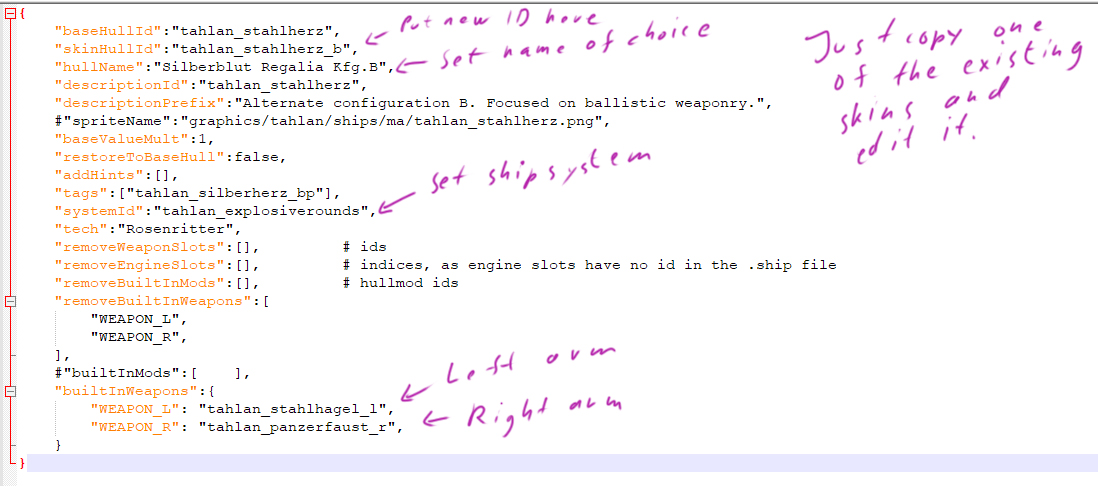 {
"baseHullId":"tahlan_stahlherz",
Put new ID here
"skinHullId":"tahlan_stahlherz_b",
Set name of choice
"hullName":"Silberblut Regalia Kfg.B",
Just copy one
of the existing
skins and
edit it.
"descriptionId":"tahlan_stahlherz",
"descriptionPrefix":"Alternate configuration B. Focused on ballistic weaponry.",
#"spriteName":"graphics/tahlan/ships/ma/tahlan_stahlherz.png",
"baseValueMult":1,
"restoreToBaseHull":false,
"addHints":[],
set shipsystem
"tags":["tahlan_silberherz_bp"],
"systemId":"tahlan_explosiverounds",
"tech":"Rosenritter",
"removeWeaponSlots":[], # ids
"removeEngineSlots":[], # indices, as engine slots have no id in the .ship file
"removeBuiltInMods":[], # hullmod ids
"removeBuiltInWeapons":[
"WEAPON_L",
"WEAPON_R",
],
#"builtInMods":[ ],
Left arm
"builtInWeapons":{
"WEAPON_L": "tahlan_stahlhagel_l",
Right arm
"WEAPON_R": "tahlan_panzerfaust_r",
}
}